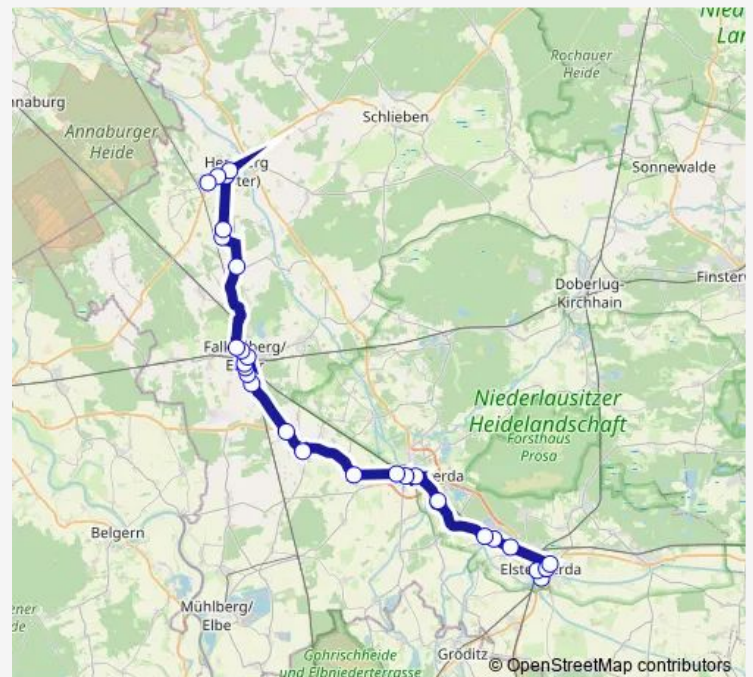 Nied
Lan
Rochauer
Heide
nnaburg
Annaburger
Heide
Schlieben
Sonnewalde
Doberlug-
Kirchhain
Finster
Niederlausitzer
Heidelandschaft
Forsthaus
Prosa
erda
Belgern
Mühlberg/
Elbe
Gröditz
Gohrischheide
und Elbniederterrasse
© OpenStreetMap contributors